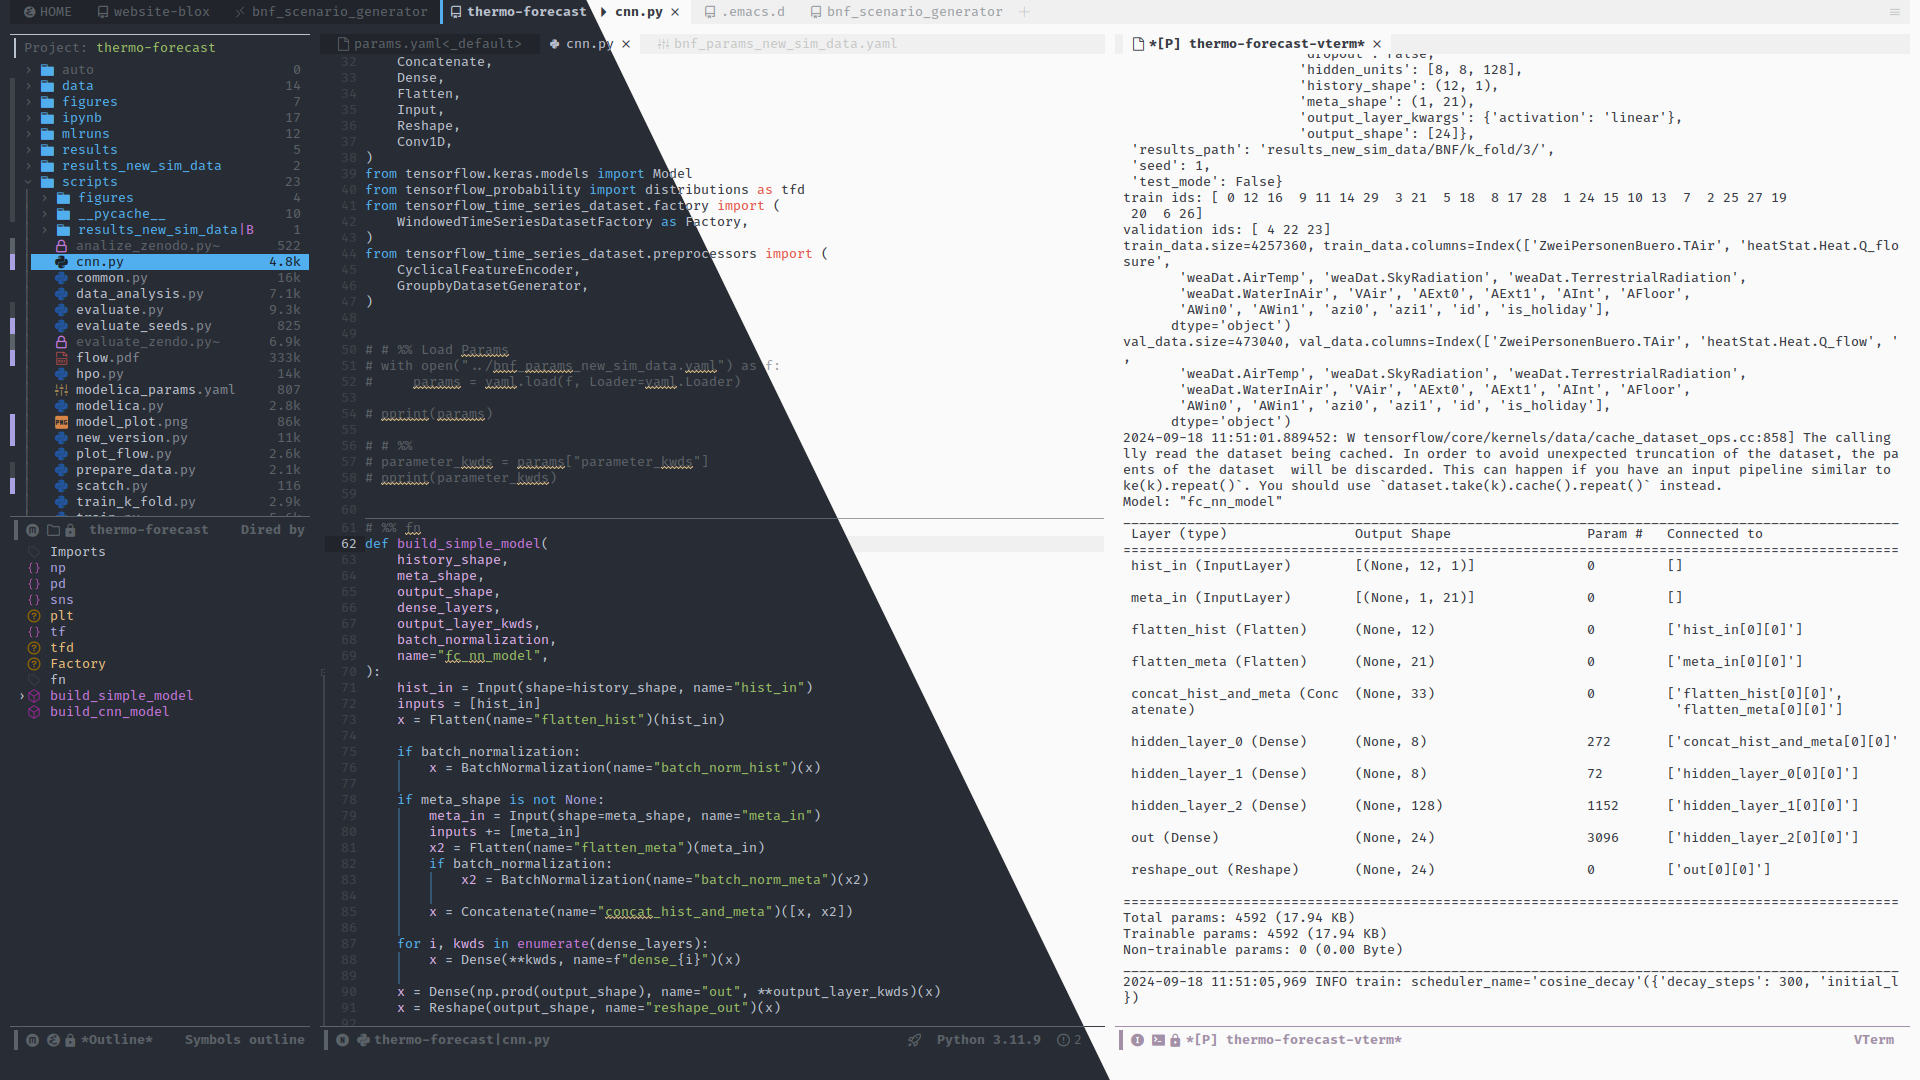 HOME website-blox bnf_scenario_generator thermo-forecast cnn.py × .emacs.d bnf_scenario_generator +
Project: thermo-forecast
auto 0
data 14
figures 7
ipynb 17
mlruns 12
results 5
results_new_sim_data 2
scripts 23
figures 4
__pycache__ 10
results_new_sim_data|B 1
analize_zenodo.py~ 522
cnn.py 4.8k
common.py 16k
data_analysis.py 7.1k
evaluate.py 9.3k
evaluate_seeds.py 825
evaluate_zendo.py~ 6.9k
flow.pdf 333k
hpo.py 14k
modelica_params.yaml 807
modelica.py 2.8k
model_plot.png 86k
new_version.py 11k
plot_flow.py 2.6k
prepare_data.py 2.1k
scatch.py 116
train_k_fold.py 2.9k
thermo-forecast Dired by
Imports
np
pd
sns
plt
tf
tfd
Factory
fn
build_simple_model
build_cnn_model
*Outline* Symbols outline
params.yaml<_default> cnn.py × bnf_params_new_sim_data.yaml
32 Concatenate,
33 Dense,
34 Flatten,
35 Input,
36 Reshape,
37 Conv1D,
38 )
39 from tensorflow.keras.models import Model
40 from tensorflow_probability import distributions as tfd
41 from tensorflow_time_series_dataset.factory import (
42 WindowedTimeSeriesDatasetFactory as Factory,
43 )
44 from tensorflow_time_series_dataset.preprocessors import (
45 CyclicalFeatureEncoder,
46 GroupbyDatasetGenerator,
47 )
48
49
50 # # %% Load Params
51 # with open("../bnf_params_new_sim_data.yaml") as f:
52 # params = yaml.load(f, Loader=yaml.Loader)
53
54 # pprint(params)
55
56 # # %%
57 # parameter_kwds = params["parameter_kwds"]
58 # pprint(parameter_kwds)
59
60
61 # %% fn
62 def build_simple_model(
63 history_shape,
64 meta_shape,
65 output_shape,
66 dense_layers,
67 output_layer_kwds,
68 batch_normalization,
69 name="fc_nn_model",
70 ):
71 hist_in = Input(shape=history_shape, name="hist_in")
72 inputs = [hist_in]
73 x = Flatten(name="flatten_hist")(hist_in)
74
75 if batch_normalization:
76 x = BatchNormalization(name="batch_norm_hist")(x)
77
78 if meta_shape is not None:
79 meta_in = Input(shape=meta_shape, name="meta_in")
80 inputs += [meta_in]
81 x2 = Flatten(name="flatten_meta")(meta_in)
82 if batch_normalization:
83 x2 = BatchNormalization(name="batch_norm_meta")(x2)
84
85 x = Concatenate(name="concat_hist_and_meta")([x, x2])
86
87 for i, kwds in enumerate(dense_layers):
88 x = Dense(**kwds, name=f"dense_{i}")(x)
89
90 x = Dense(np.prod(output_shape), name="out", **output_layer_kwds)(x)
91 x = Reshape(output_shape, name="reshape_out")(x)
92
thermo-forecast|cnn.py Python 3.11.9 2
*[P] thermo-forecast-vterm* ×
'dropout': False,
'hidden_units': [8, 8, 128],
'history_shape': (12, 1),
'meta_shape': (1, 21),
'output_layer_kwargs': {'activation': 'linear'},
'output_shape': [24]},
'results_path': 'results_new_sim_data/BNF/k_fold/3/',
'seed': 1,
'test_mode': False}
train ids: [ 0 12 16 9 11 14 29 3 21 5 18 8 17 28 1 24 15 10 13 7 2 25 27 19
20 6 26]
validation ids: [ 4 22 23]
train_data.size=4257360, train_data.columns=Index(['ZweiPersonenBuero.TAir', 'heatStat.Heat.Q_flo
sure',
'weaDat.AirTemp', 'weaDat.SkyRadiation', 'weaDat.TerrestrialRadiation',
'weaDat.WaterInAir', 'VAir', 'AExt0', 'AExt1', 'AInt', 'AFloor',
'AWin0', 'AWin1', 'azi0', 'azi1', 'id', 'is_holiday'],
dtype='object')
val_data.size=473040, val_data.columns=Index(['ZweiPersonenBuero.TAir', 'heatStat.Heat.Q_flow', '
,
'weaDat.AirTemp', 'weaDat.SkyRadiation', 'weaDat.TerrestrialRadiation',
'weaDat.WaterInAir', 'VAir', 'AExt0', 'AExt1', 'AInt', 'AFloor',
'AWin0', 'AWin1', 'azi0', 'azi1', 'id', 'is_holiday'],
dtype='object')
2024-09-18 11:51:01.889452: W tensorflow/core/kernels/data/cache_dataset_ops.cc:858] The calling
lly read the dataset being cached. In order to avoid unexpected truncation of the dataset, the pa
ents of the dataset will be discarded. This can happen if you have an input pipeline similar to
ke(k).repeat()`. You should use `dataset.take(k).cache().repeat()` instead.
Model: "fc_nn_model"
Layer (type) Output Shape Param # Connected to
hist_in (InputLayer) [(None, 12, 1)] 0 []
meta_in (InputLayer) [(None, 1, 21)] 0 []
flatten_hist (Flatten) (None, 12) 0 ['hist_in[0][0]']
flatten_meta (Flatten) (None, 21) 0 ['meta_in[0][0]']
concat_hist_and_meta (Conc (None, 33) 0 ['flatten_hist[0][0]',
atenate) 'flatten_meta[0][0]']
hidden_layer_0 (Dense) (None, 8) 272 ['concat_hist_and_meta[0][0]'
hidden_layer_1 (Dense) (None, 8) 72 ['hidden_layer_0[0][0]']
hidden_layer_2 (Dense) (None, 128) 1152 ['hidden_layer_1[0][0]']
out (Dense) (None, 24) 3096 ['hidden_layer_2[0][0]']
reshape_out (Reshape) (None, 24) 0 ['out[0][0]']
Total params: 4592 (17.94 KB)
Trainable params: 4592 (17.94 KB)
Non-trainable params: 0 (0.00 Byte)
2024-09-18 11:51:05,969 INFO train: scheduler_name='cosine_decay'({'decay_steps': 300, 'initial_l
})
*[P] thermo-forecast-vterm* VTerm